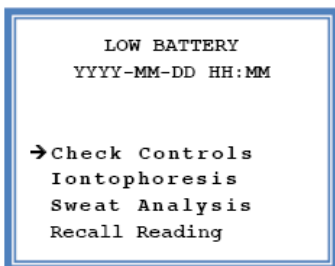 LOW BATTERY
YYYY-MM-DD HH:MM
→Check Controls
Iontophoresis
Sweat Analysis
Recall Reading